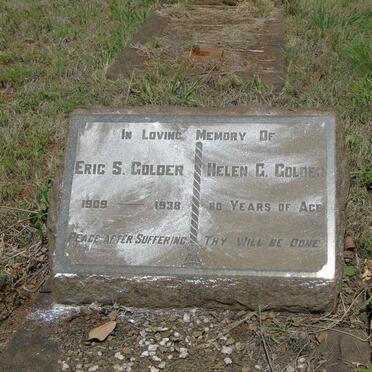 In Loving Memory Of
Eric S. Golder Helen G. Golder
1909 — 1938 80 Years of Age
Peace After Suffering Thy Will be Done